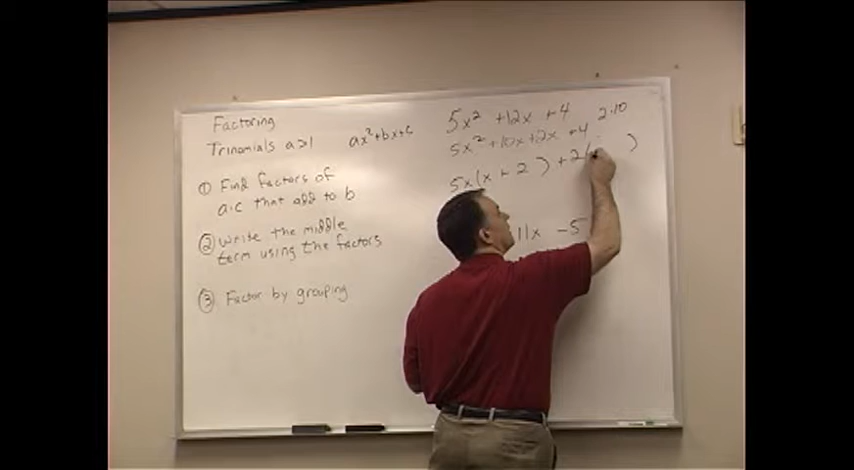 Factoring
Trinomials a>1 ax²+bx+c
① Find factors of
a·c that add to b
② Write the middle
term using the factors
③ Factor by grouping
5x² +12x +4 2·10
5x² +10x+2x +4
5x(x + 2 ) +2( )
11x -5